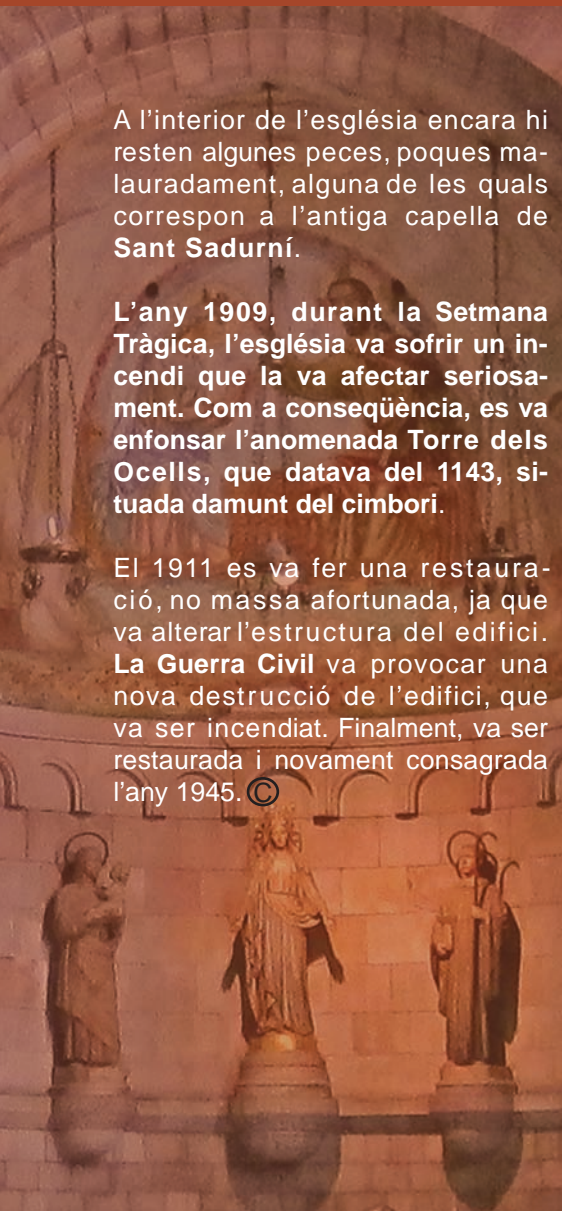 A l’interior de l’església encara hi
resten algunes peces, poques ma-
lauradament, alguna de les quals
correspon a l’antiga capella de
Sant Sadurní.
L’any 1909, durant la Setmana
Tràgica, l’església va sofrir un in-
cendi que la va afectar seriosa-
ment. Com a conseqüència, es va
enfonsar l’anomenada Torre dels
Ocells, que datava del 1143, si-
tuada damunt del cimbori.
El 1911 es va fer una restaura-
ció, no massa afortunada, ja que
va alterar l’estructura del edifici.
La Guerra Civil va provocar una
nova destrucció de l’edifici, que
va ser incendiat. Finalment, va ser
restaurada i novament consagrada
l’any 1945. ©